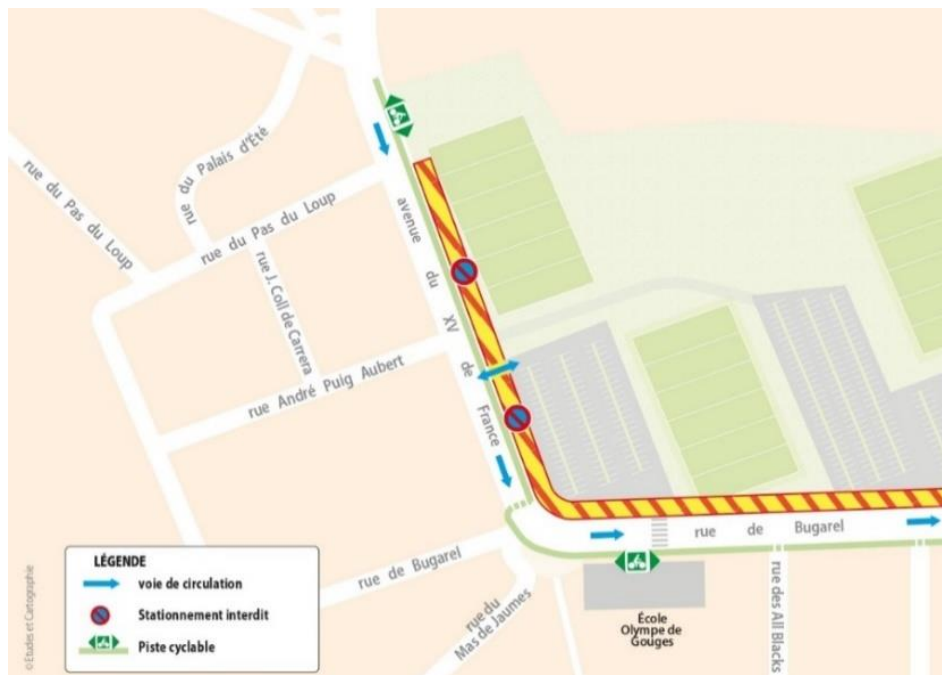 rue du Palais d'Été
rue du Pas du Loup
rue du Pas du Loup
rue J. Coll de Carrera
avenue du XV de France
rue André Puig Aubert
rue de Bugarel
rue de Bugarel
rue du
Mas de Jaumes
rue des All Blacks
École
Olympe de
Gouges
LÉGENDE
voie de circulation
Stationnement interdit
Piste cyclable
© Etudes et Cartographie